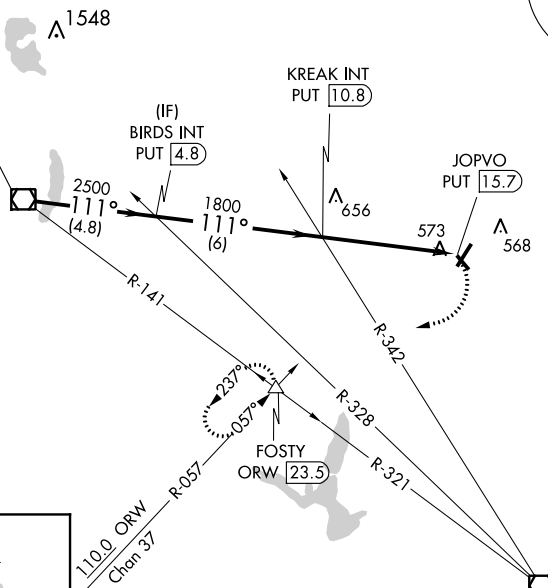 1548
KREAK INT
PUT 10.8
(IF)
BIRDS INT
PUT 4.8
JOPVO
PUT 15.7
2500
111°
(4.8)
1800
111°
(6)
656
573
568
R-141
R-342
237°
057°
R-328
FOSTY
ORW 23.5
R-321
R-057
110.0 ORW
Chan 37